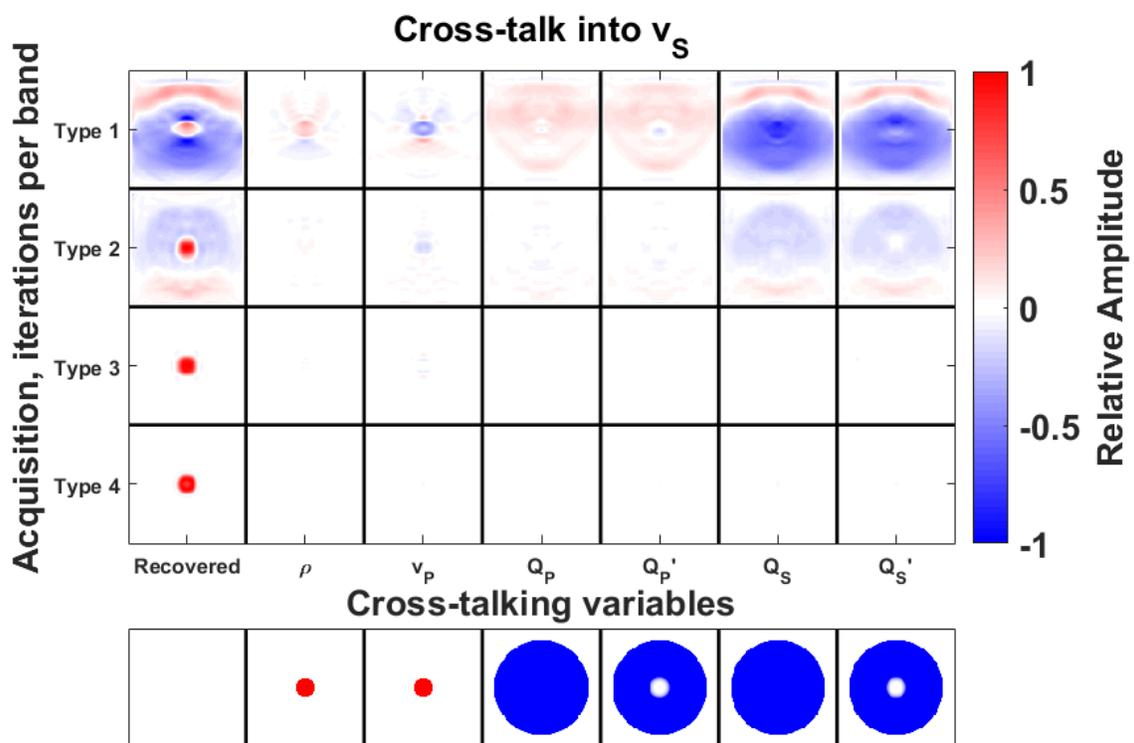 Cross-talk into v_S
Acquisition, iterations per band
Type 1
Type 2
Type 3
Type 4
1
0.5
0
-0.5
-1
Relative Amplitude
Recovered ρ v_P Q_P Q_P' Q_S Q_S'
Cross-talking variables